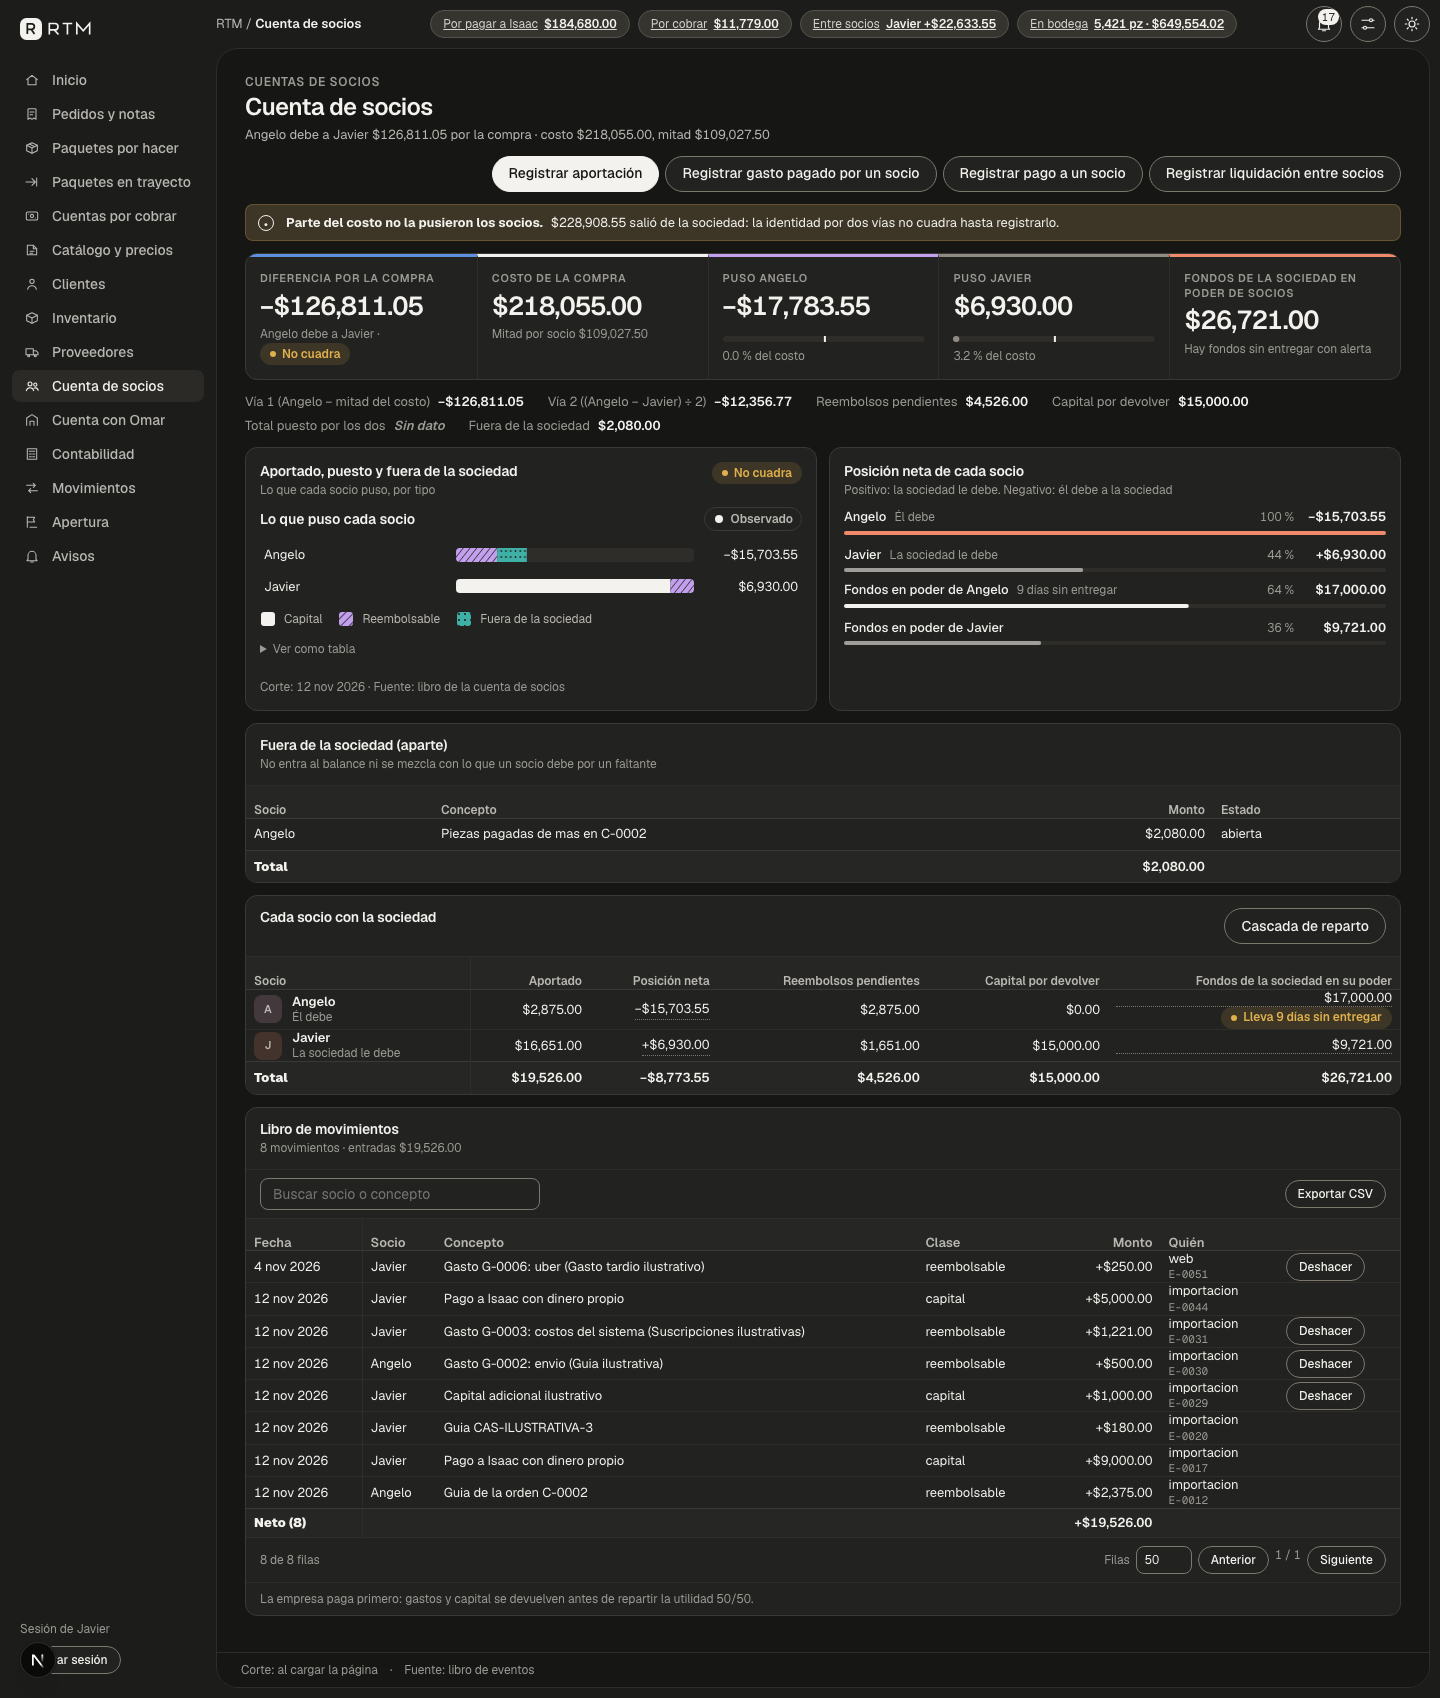 R RTM
RTM / Cuenta de socios
Por pagar a Isaac $184,680.00
Por cobrar $11,779.00
Entre socios Javier +$22,633.55
En bodega 5,421 pz · $649,554.02
17
Inicio
Pedidos y notas
Paquetes por hacer
Paquetes en trayecto
Cuentas por cobrar
Catálogo y precios
Clientes
Inventario
Proveedores
Cuenta de socios
Cuenta con Omar
Contabilidad
Movimientos
Apertura
Avisos
Sesión de Javier
N ar sesión
CUENTAS DE SOCIOS
Cuenta de socios
Angelo debe a Javier $126,811.05 por la compra · costo $218,055.00, mitad $109,027.50
Registrar aportación
Registrar gasto pagado por un socio
Registrar pago a un socio
Registrar liquidación entre socios
Parte del costo no la pusieron los socios. $228,908.55 salió de la sociedad: la identidad por dos vías no cuadra hasta registrarlo.
DIFERENCIA POR LA COMPRA
−$126,811.05
Angelo debe a Javier ·
No cuadra
COSTO DE LA COMPRA
$218,055.00
Mitad por socio $109,027.50
PUSO ANGELO
−$17,783.55
0.0 % del costo
PUSO JAVIER
$6,930.00
3.2 % del costo
FONDOS DE LA SOCIEDAD EN
PODER DE SOCIOS
$26,721.00
Hay fondos sin entregar con alerta
Vía 1 (Angelo − mitad del costo) −$126,811.05
Vía 2 ((Angelo − Javier) ÷ 2) −$12,356.77
Reembolsos pendientes $4,526.00
Capital por devolver $15,000.00
Total puesto por los dos Sin dato
Fuera de la sociedad $2,080.00
Aportado, puesto y fuera de la sociedad
No cuadra
Lo que cada socio puso, por tipo
Lo que puso cada socio
Observado
Angelo −$15,703.55
Javier $6,930.00
Capital Reembolsable Fuera de la sociedad
Ver como tabla
Corte: 12 nov 2026 · Fuente: libro de la cuenta de socios
Posición neta de cada socio
Positivo: la sociedad le debe. Negativo: él debe a la sociedad
Angelo Él debe 100 % −$15,703.55
Javier La sociedad le debe 44 % +$6,930.00
Fondos en poder de Angelo 9 días sin entregar 64 % $17,000.00
Fondos en poder de Javier 36 % $9,721.00
Fuera de la sociedad (aparte)
No entra al balance ni se mezcla con lo que un socio debe por un faltante
Socio Concepto Monto Estado
Angelo Piezas pagadas de mas en C-0002 $2,080.00 abierta
Total $2,080.00
Cada socio con la sociedad
Cascada de reparto
Socio Aportado Posición neta Reembolsos pendientes Capital por devolver Fondos de la sociedad en su poder
A Angelo Él debe $2,875.00 −$15,703.55 $2,875.00 $0.00 $17,000.00
Lleva 9 días sin entregar
J Javier La sociedad le debe $16,651.00 +$6,930.00 $1,651.00 $15,000.00 $9,721.00
Total $19,526.00 −$8,773.55 $4,526.00 $15,000.00 $26,721.00
Libro de movimientos
8 movimientos · entradas $19,526.00
Buscar socio o concepto
Exportar CSV
Fecha Socio Concepto Clase Monto Quién
4 nov 2026 Javier Gasto G-0006: uber (Gasto tardio ilustrativo) reembolsable +$250.00 web E-0051 Deshacer
12 nov 2026 Javier Pago a Isaac con dinero propio capital +$5,000.00 importacion E-0044
12 nov 2026 Javier Gasto G-0003: costos del sistema (Suscripciones ilustrativas) reembolsable +$1,221.00 importacion E-0031 Deshacer
12 nov 2026 Angelo Gasto G-0002: envio (Guia ilustrativa) reembolsable +$500.00 importacion E-0030 Deshacer
12 nov 2026 Javier Capital adicional ilustrativo capital +$1,000.00 importacion E-0029 Deshacer
12 nov 2026 Javier Guia CAS-ILUSTRATIVA-3 reembolsable +$180.00 importacion E-0020
12 nov 2026 Javier Pago a Isaac con dinero propio capital +$9,000.00 importacion E-0017
12 nov 2026 Angelo Guia de la orden C-0002 reembolsable +$2,375.00 importacion E-0012
Neto (8) +$19,526.00
8 de 8 filas
Filas 50 Anterior 1 / 1 Siguiente
La empresa paga primero: gastos y capital se devuelven antes de repartir la utilidad 50/50.
Corte: al cargar la página · Fuente: libro de eventos